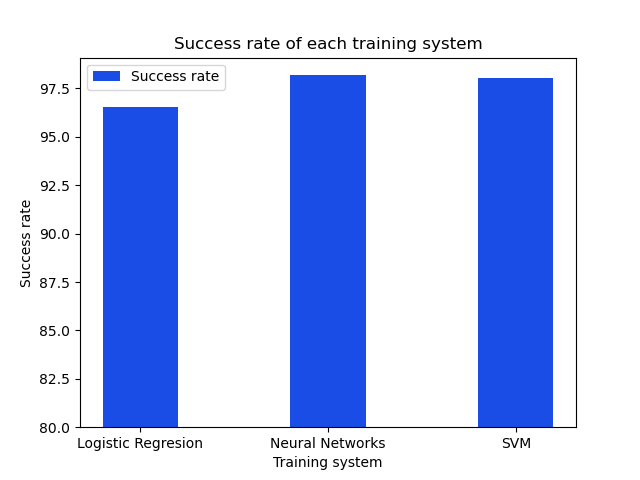 Success rate of each training system
Success rate
97.5
95.0
92.5
90.0
87.5
85.0
82.5
80.0
Success rate
Logistic Regresion Neural Networks SVM
Training system